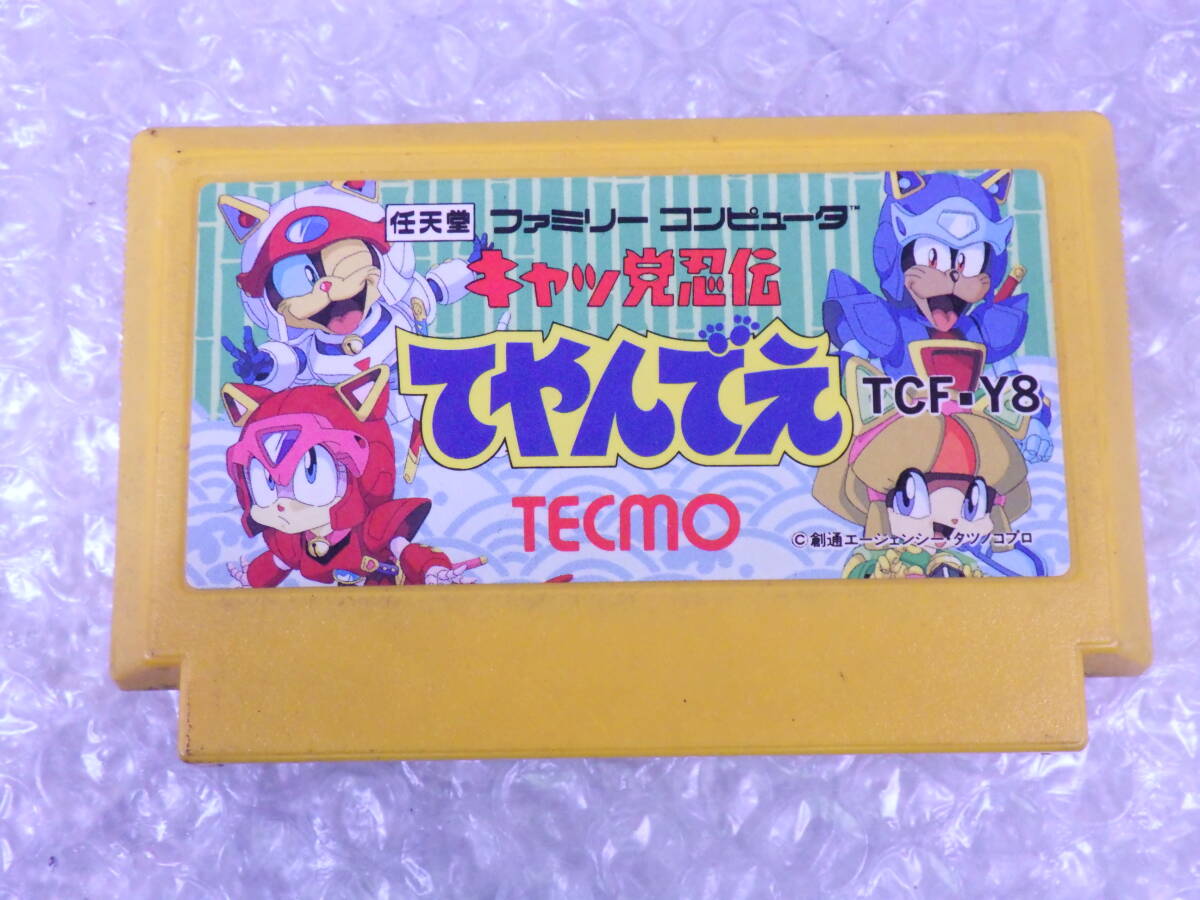 任天堂 ファミリー コンピュータ™
キャッ党忍伝
てやんでえ
TCF-Y8
TECMO
© 創通エージェンシー・タツノコプロ